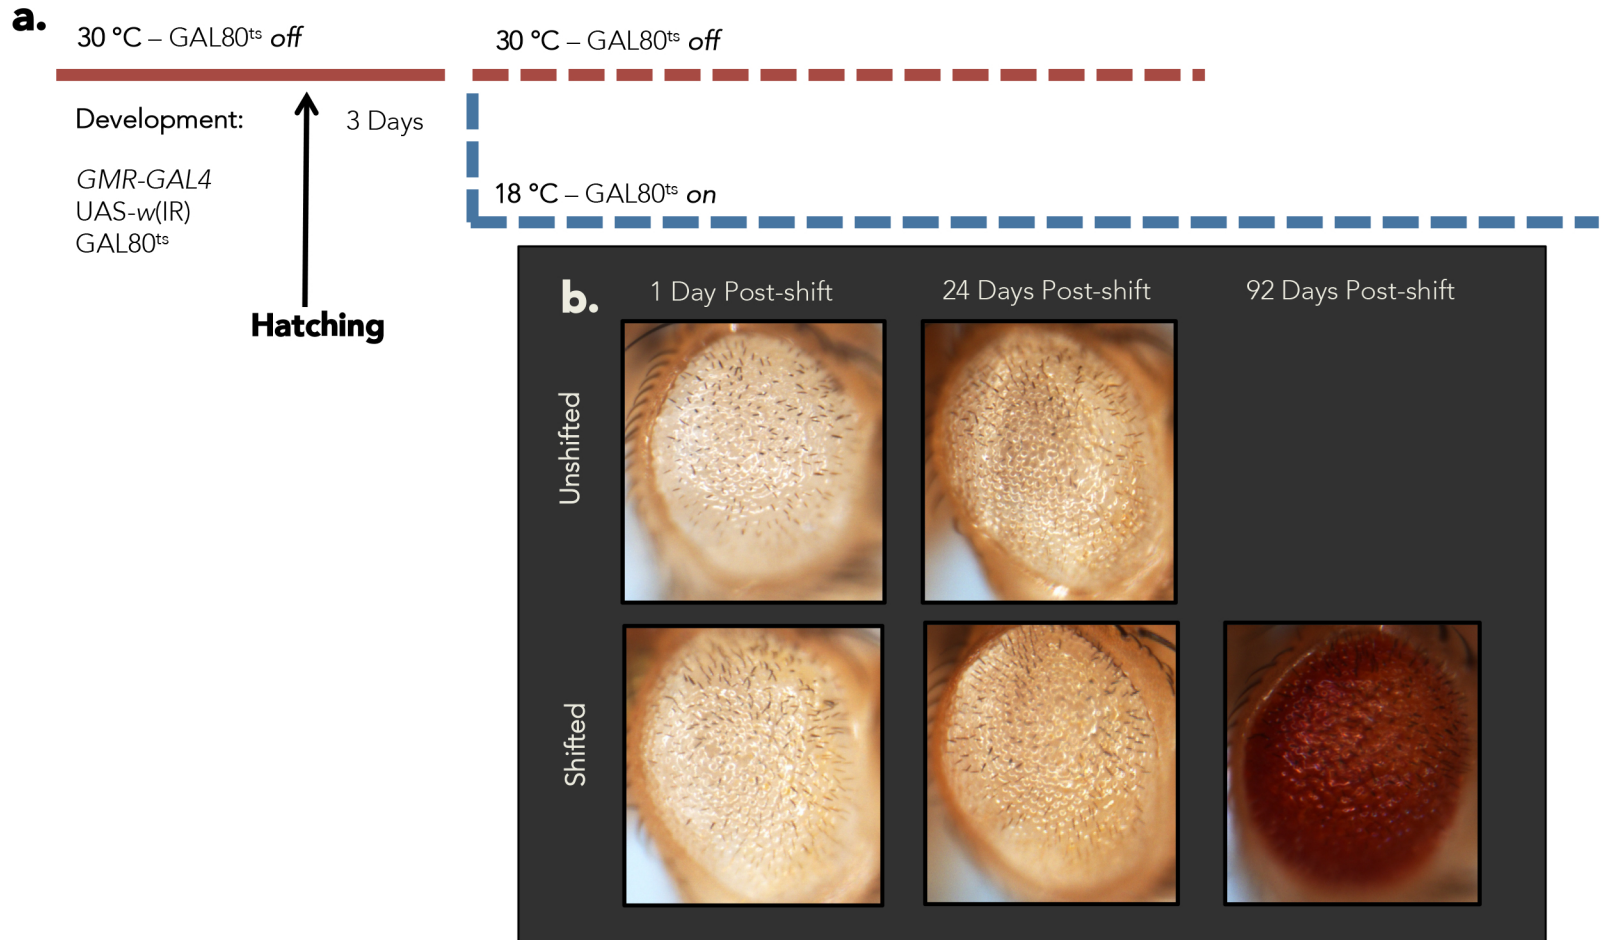 a.
30 °C – GAL80ts off
30 °C – GAL80ts off
Development:
3 Days
GMR-GAL4
UAS-w(IR)
GAL80ts
Hatching
18 °C – GAL80ts on
b.
1 Day Post-shift
24 Days Post-shift
92 Days Post-shift
Unshifted
Shifted